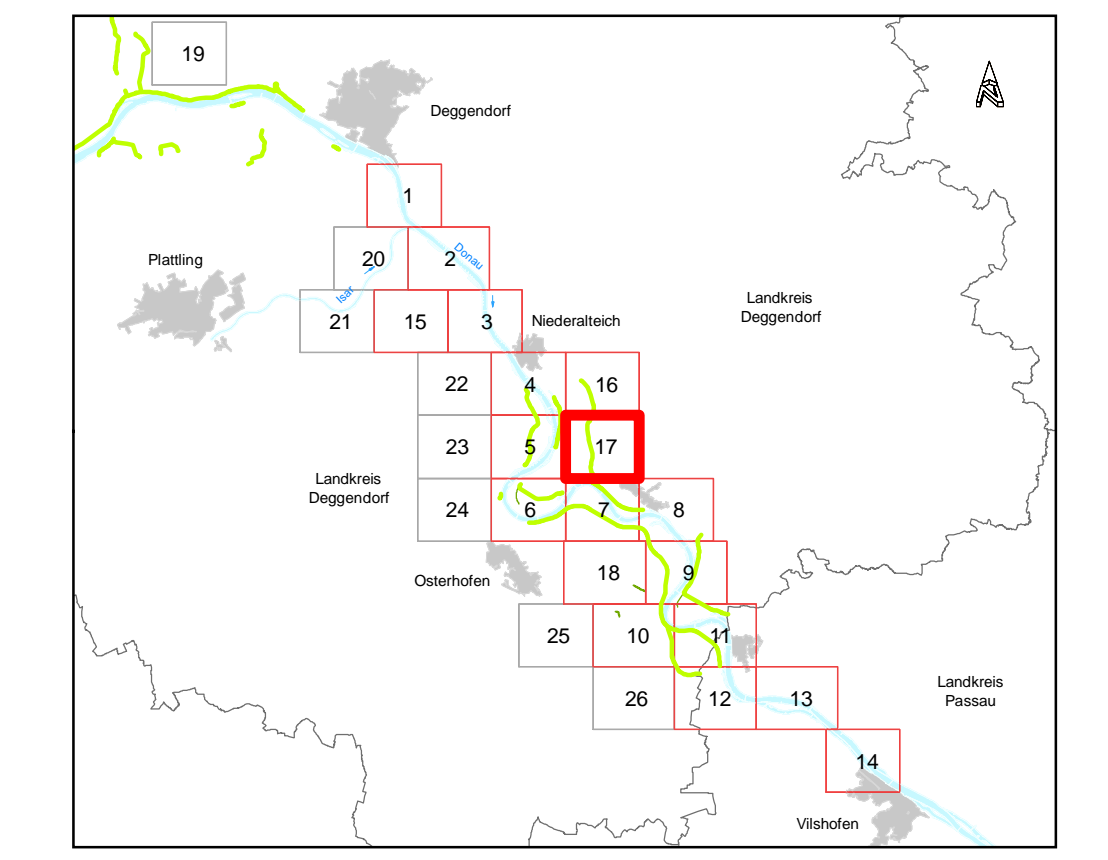 19
Deggendorf
1
Plattling
20
2
Donau
Isar
21
15
3
Niederalteich
Landkreis
Deggendorf
22
4
16
23
5
17
Landkreis
Deggendorf
24
6
7
8
Osterhofen
18
9
25
10
11
26
12
13
Landkreis
Passau
14
Vilshofen
N